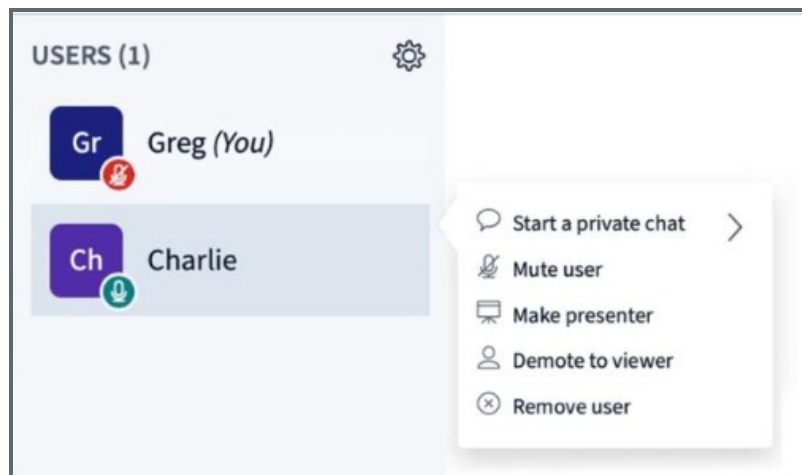 USERS (1)
Gr Greg (You)
Ch Charlie
Start a private chat
Mute user
Make presenter
Demote to viewer
Remove user